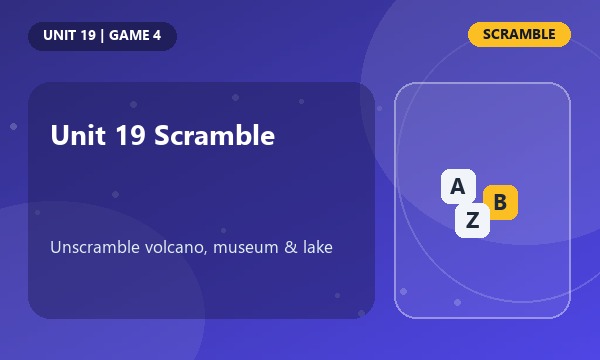 UNIT 19 | GAME 4
SCRAMBLE
Unit 19 Scramble
Unscramble volcano, museum & lake
A
B
Z